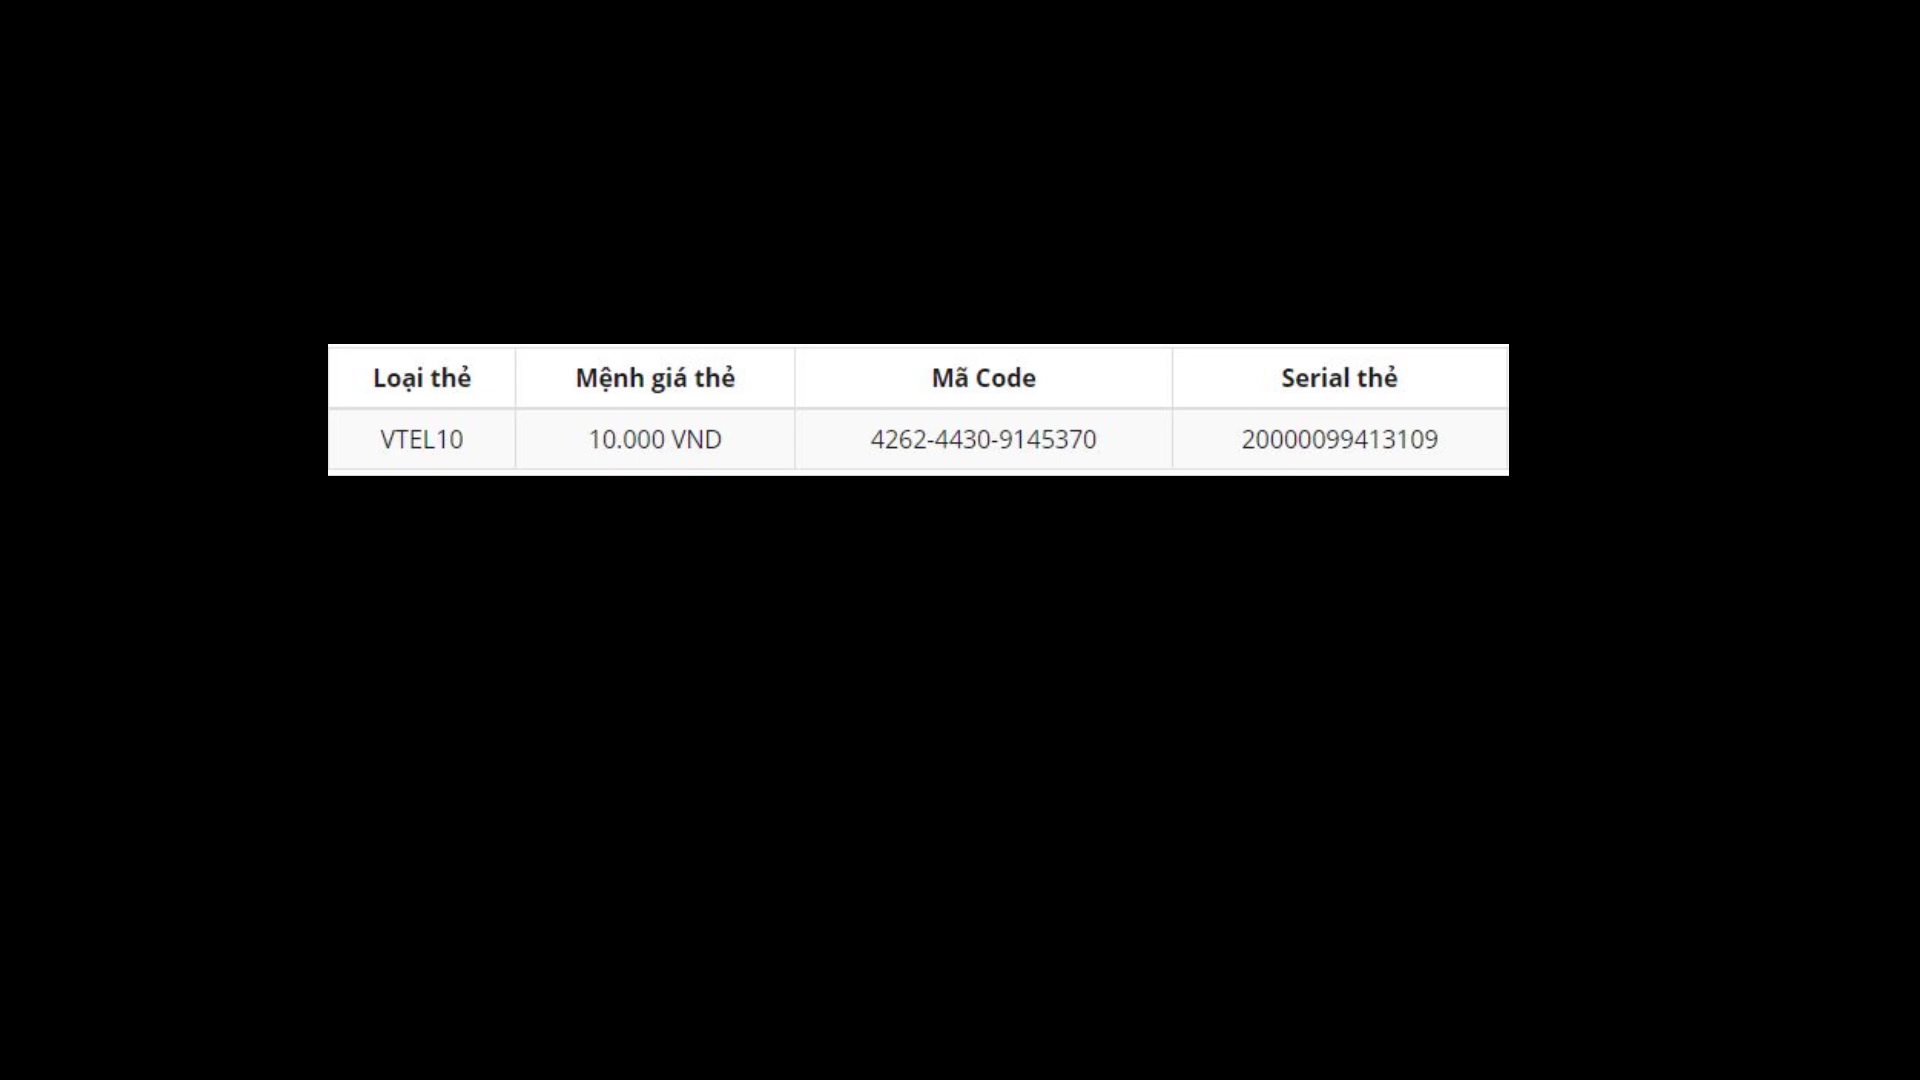 Loại thẻ Mệnh giá thẻ Mã Code Serial thẻ
VTEL10 10.000 VND 4262-4430-9145370 20000099413109